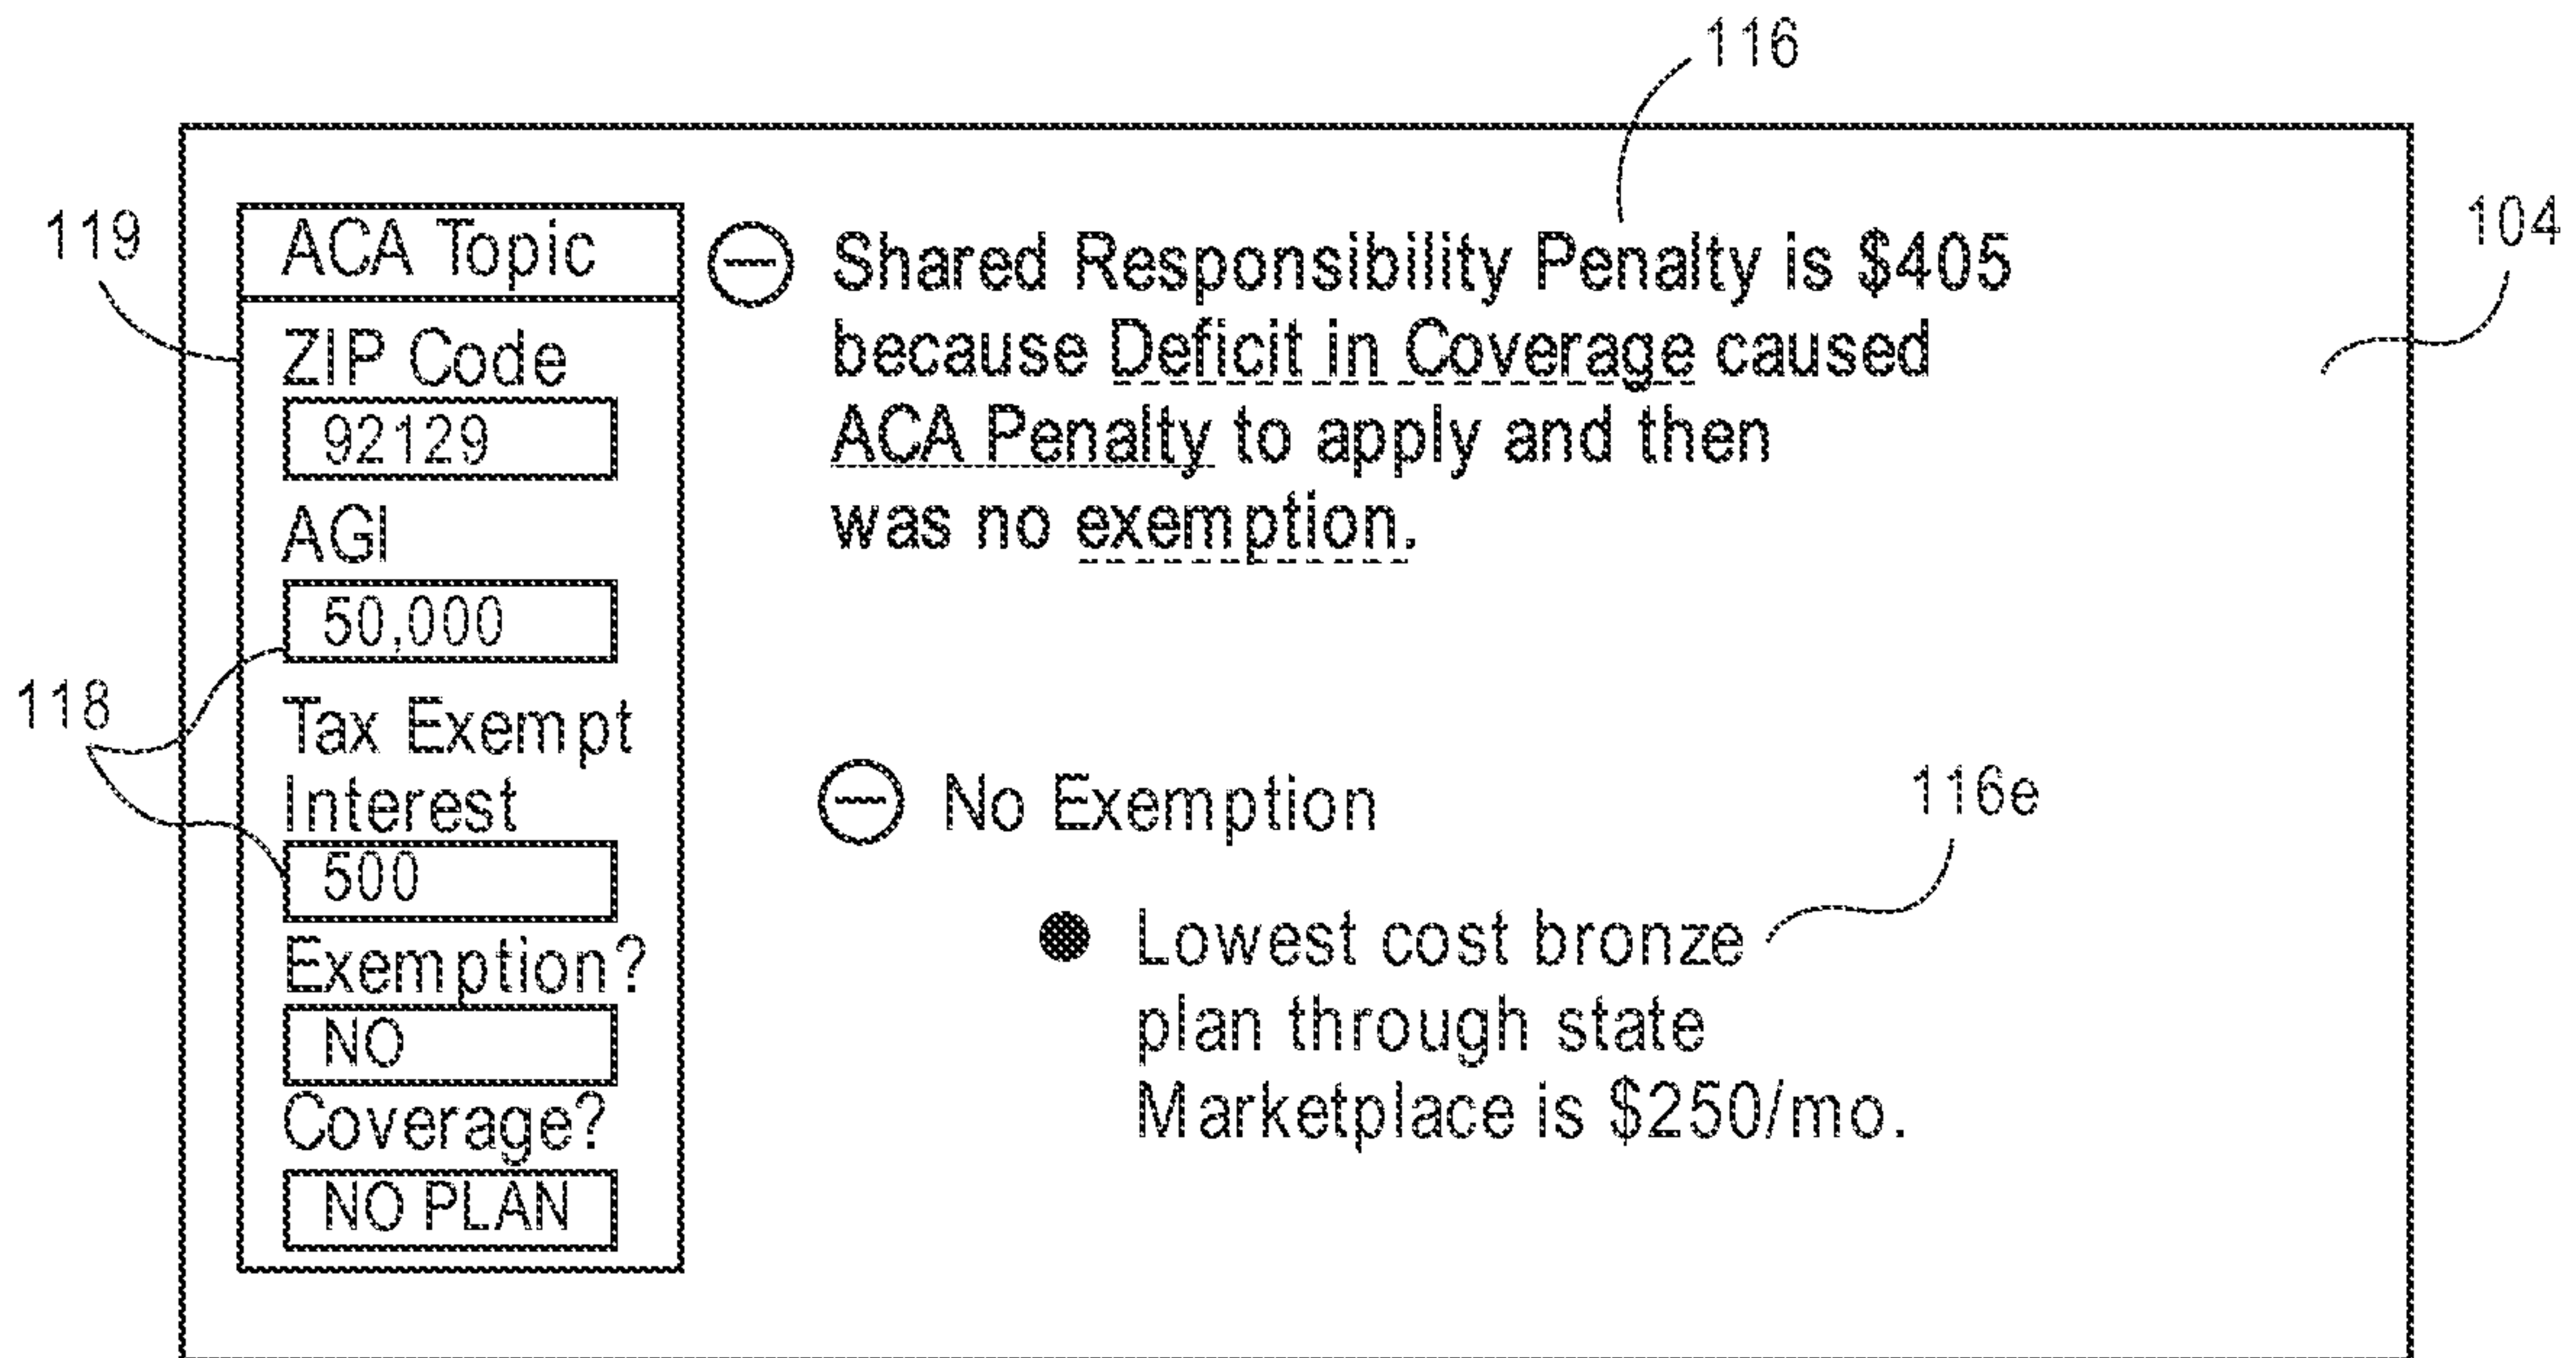 116
119
104
ACA Topic
ZIP Code
92129
AGI
50,000
118
Tax Exempt
Interest
500
Exemption?
NO
Coverage?
NO PLAN
Shared Responsibility Penalty is $405
because Deficit in Coverage caused
ACA Penalty to apply and then
was no exemption.
No Exemption
116e
Lowest cost bronze
plan through state
Marketplace is $250/mo.